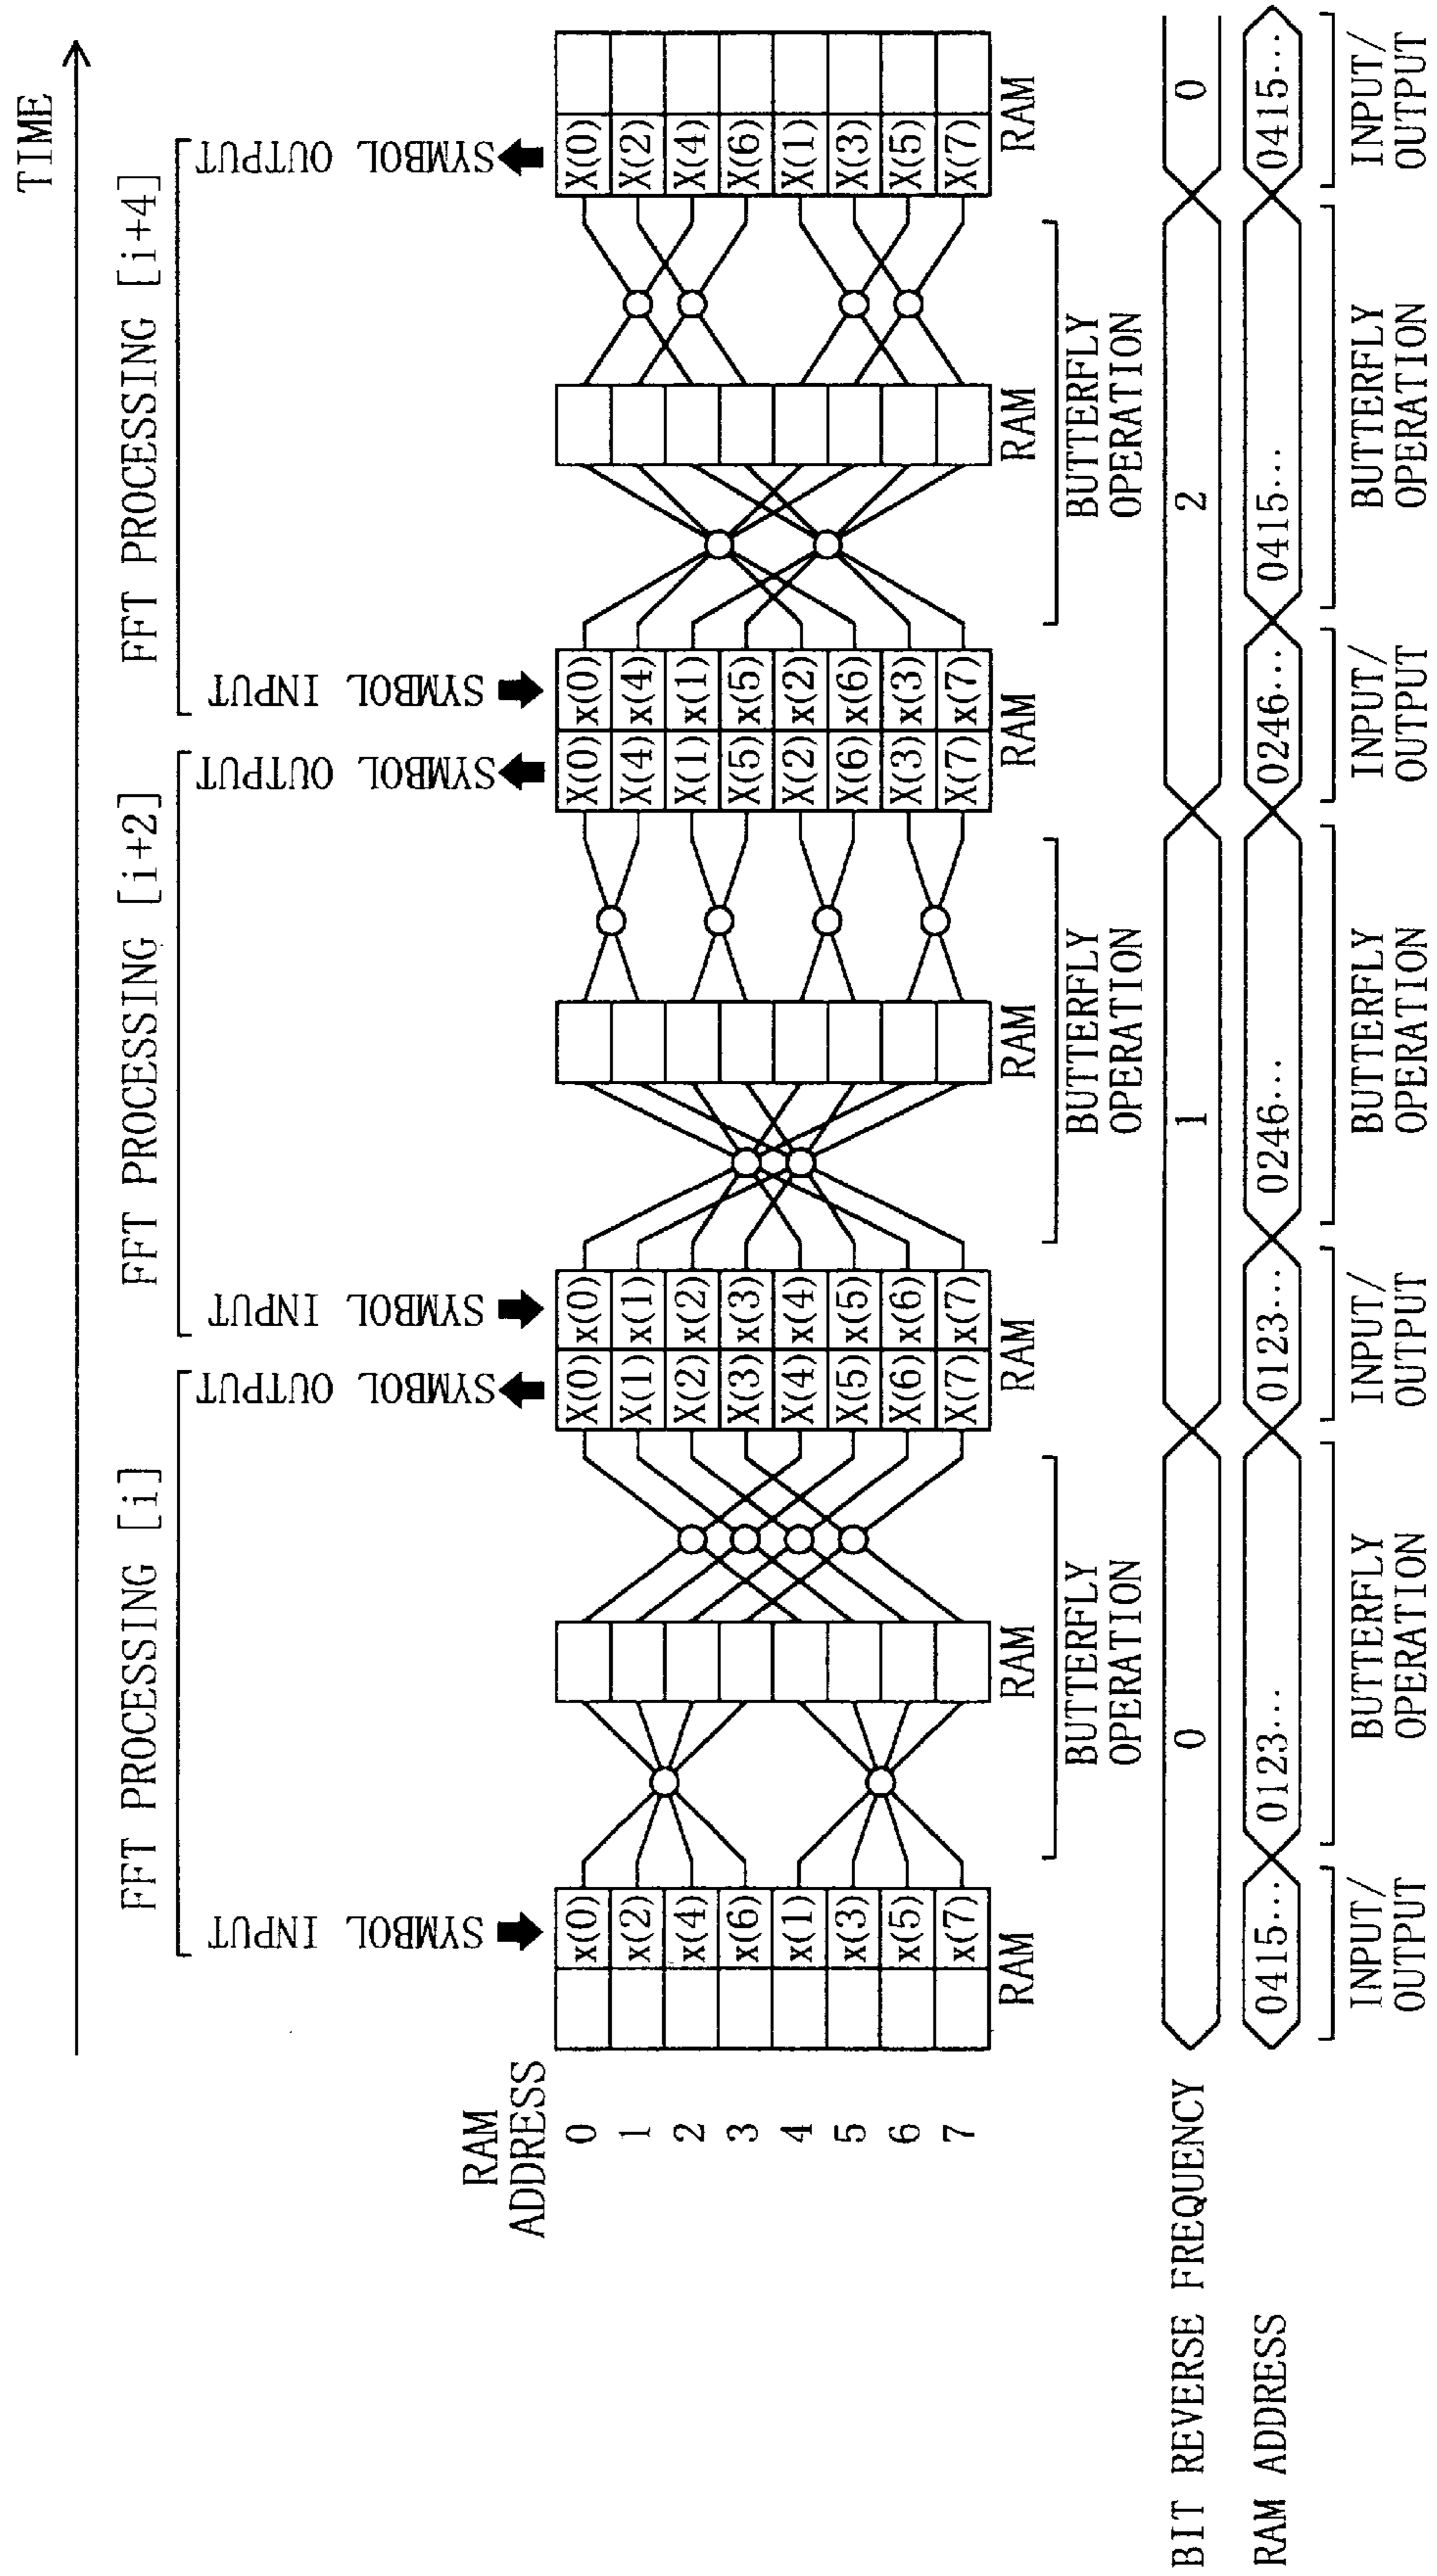 TIME
FFT PROCESSING [i]
FFT PROCESSING [i+2]
FFT PROCESSING [i+4]
SYMBOL INPUT
SYMBOL OUTPUT
SYMBOL INPUT
SYMBOL OUTPUT
SYMBOL INPUT
SYMBOL OUTPUT
RAM
ADDRESS
0 x(0) X(0) x(0) X(0) x(0) X(0)
1 x(2) X(1) x(1) X(4) x(4) X(2)
2 x(4) X(2) x(2) X(1) x(1) X(4)
3 x(6) X(3) x(3) X(5) x(5) X(6)
4 x(1) X(4) x(4) X(2) x(2) X(1)
5 x(3) X(5) x(5) X(6) x(6) X(3)
6 x(5) X(6) x(6) X(3) x(3) X(5)
7 x(7) X(7) x(7) X(7) x(7) X(7)
RAM RAM RAM RAM RAM RAM RAM
BUTTERFLY
OPERATION
BUTTERFLY
OPERATION
BUTTERFLY
OPERATION
BIT REVERSE FREQUENCY 0 1 2 0
RAM ADDRESS 0415... 0123... 0123... 0246... 0246... 0415... 0415...
INPUT/
OUTPUT
BUTTERFLY
OPERATION
INPUT/
OUTPUT
BUTTERFLY
OPERATION
INPUT/
OUTPUT
BUTTERFLY
OPERATION
INPUT/
OUTPUT